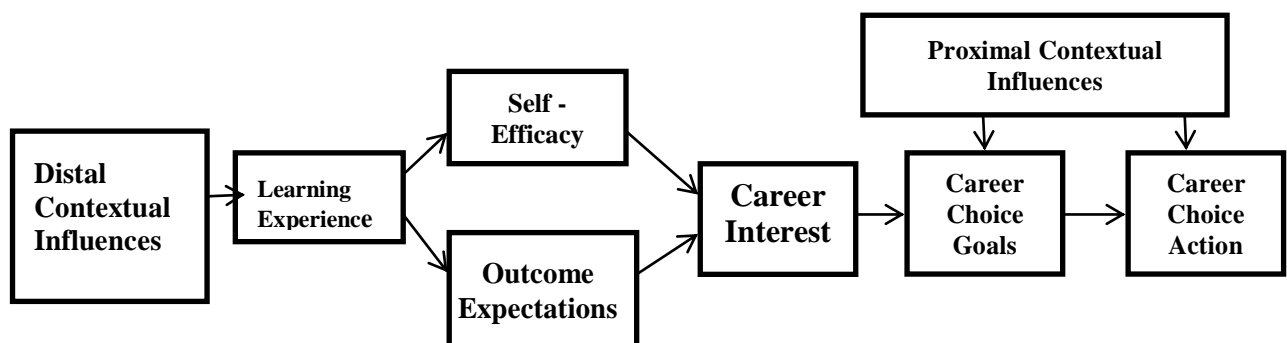 Distal
Contextual
Influences
Learning
Experience
Self -
Efficacy
Outcome
Expectations
Career
Interest
Proximal Contextual
Influences
Career
Choice
Goals
Career
Choice
Action